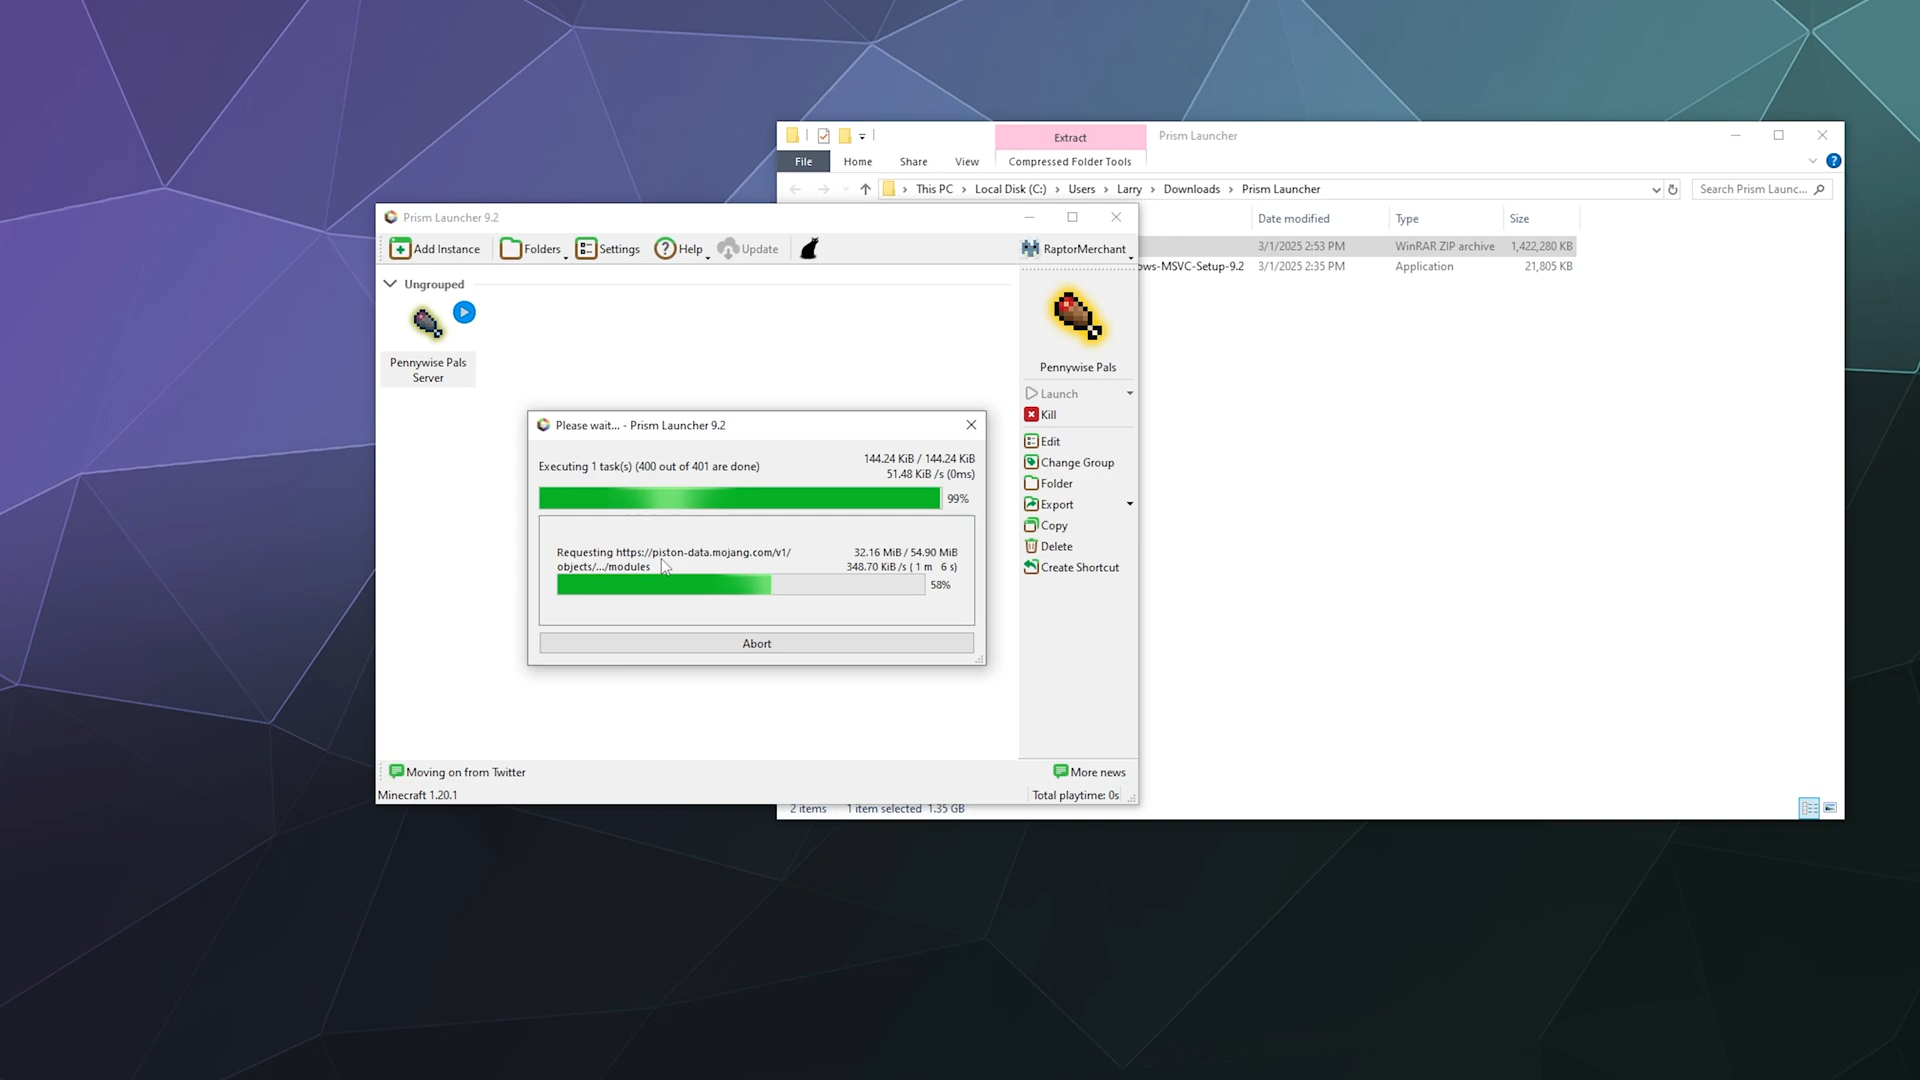 Extract
Prism Launcher
File
Home
Share
View
Compressed Folder Tools
This PC
Local Disk (C:)
Users
Larry
Downloads
Prism Launcher
Search Prism Launc...
Date modified
Type
Size
3/1/2025 2:53 PM
WinRAR ZIP archive
1,422,280 KB
ows-MSVC-Setup-9.2
3/1/2025 2:35 PM
Application
21,805 KB
2 items
1 item selected 1.35 GB
Prism Launcher 9.2
Add Instance
Folders
Settings
Help
Update
RaptorMerchant
Ungrouped
Pennywise Pals
Server
Pennywise Pals
Launch
Kill
Edit
Change Group
Folder
Export
Copy
Delete
Create Shortcut
Please wait... - Prism Launcher 9.2
Executing 1 task(s) (400 out of 401 are done)
144.24 KiB / 144.24 KiB
51.48 KiB /s (0ms)
99%
Requesting https://piston-data.mojang.com/v1/
objects/.../modules
32.16 MiB / 54.90 MiB
348.70 KiB /s ( 1 m 6 s)
58%
Abort
Moving on from Twitter
More news
Minecraft 1.20.1
Total playtime: 0s